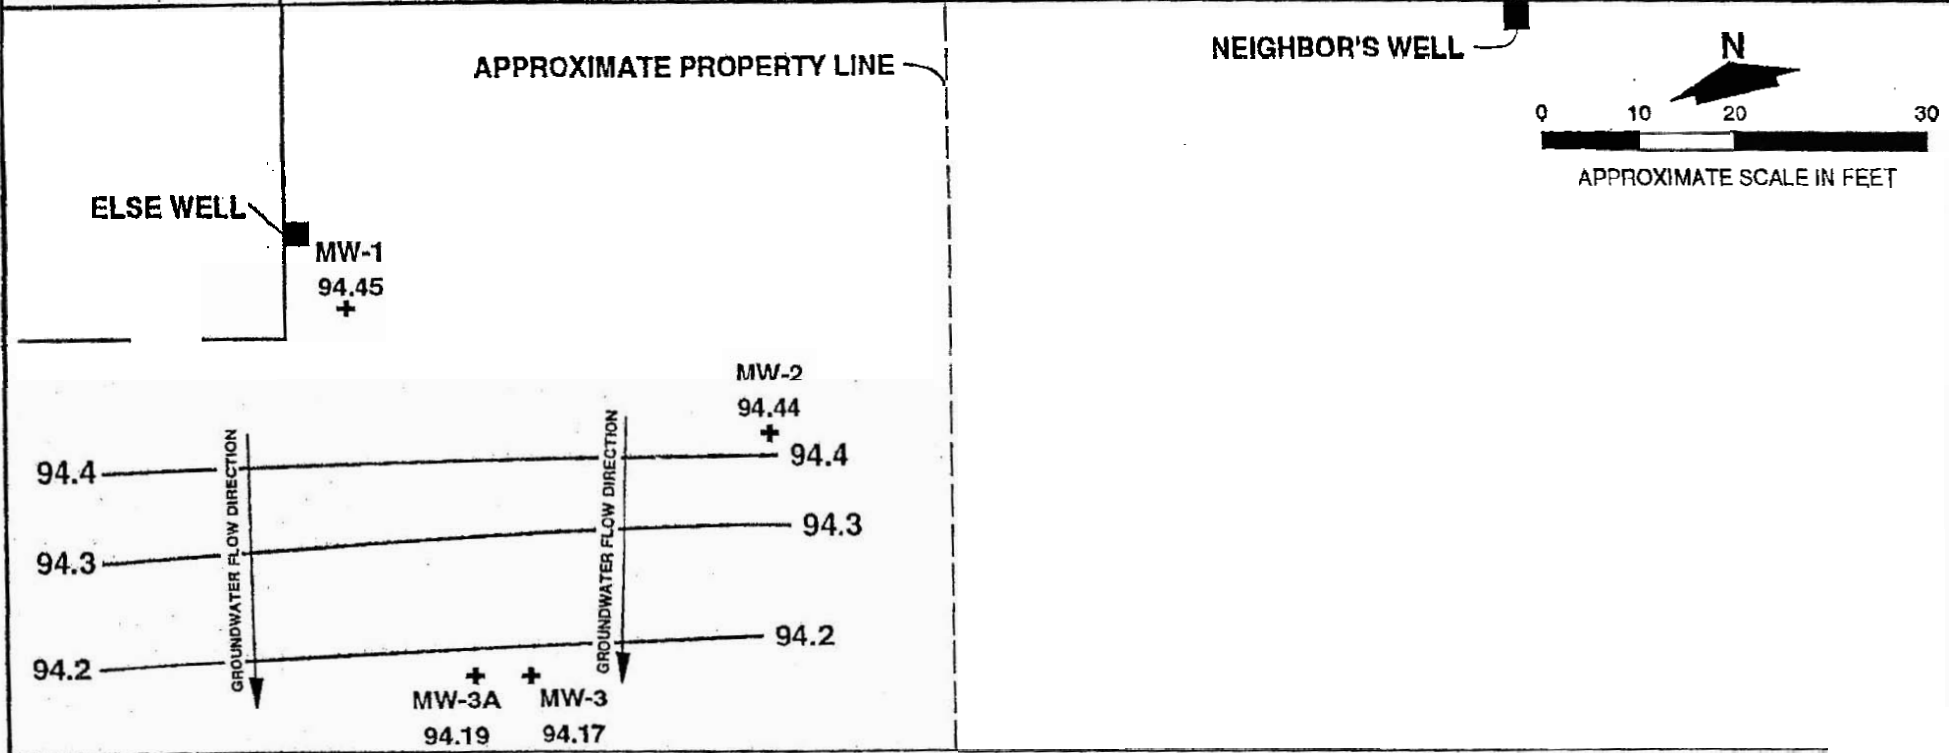 APPROXIMATE PROPERTY LINE
NEIGHBOR'S WELL
N
0 10 20 30
APPROXIMATE SCALE IN FEET
ELSE WELL
MW-1
94.45
MW-2
94.44
94.4
94.4
94.3
94.3
94.2
94.2
GROUNDWATER FLOW DIRECTION
GROUNDWATER FLOW DIRECTION
MW-3A
94.19
MW-3
94.17